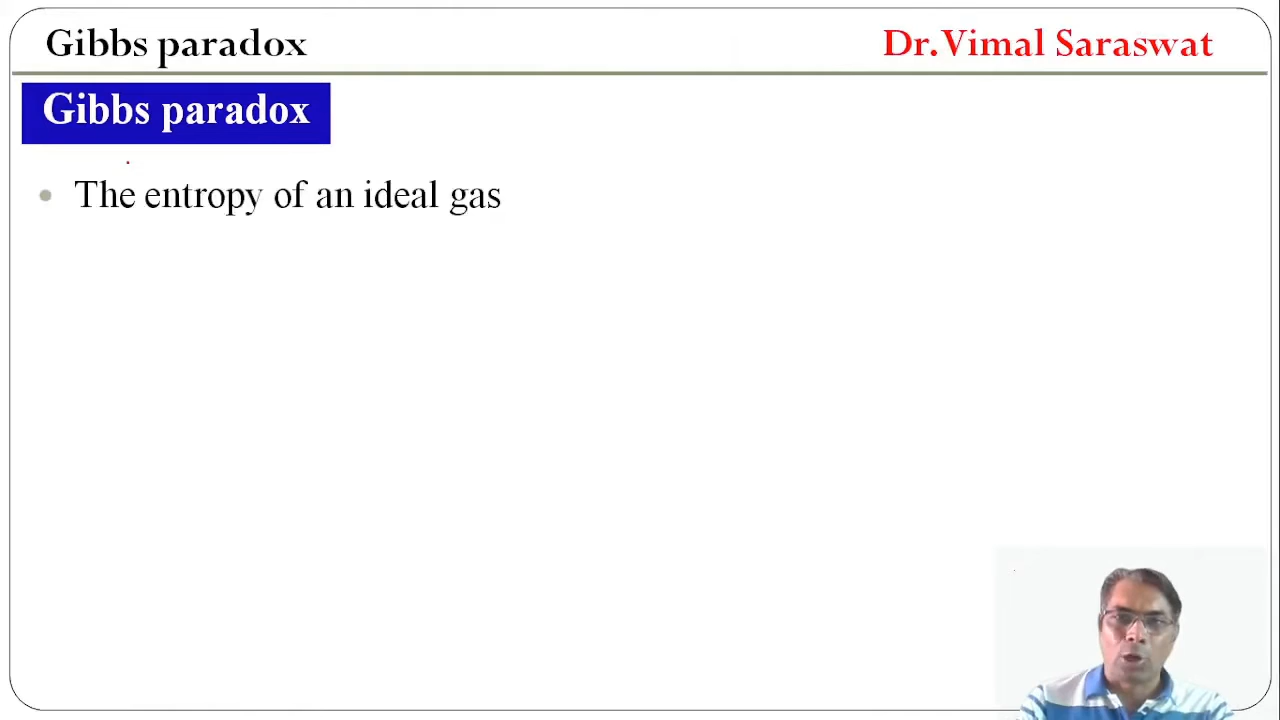 Gibbs paradox
Dr.Vimal Saraswat
Gibbs paradox
The entropy of an ideal gas